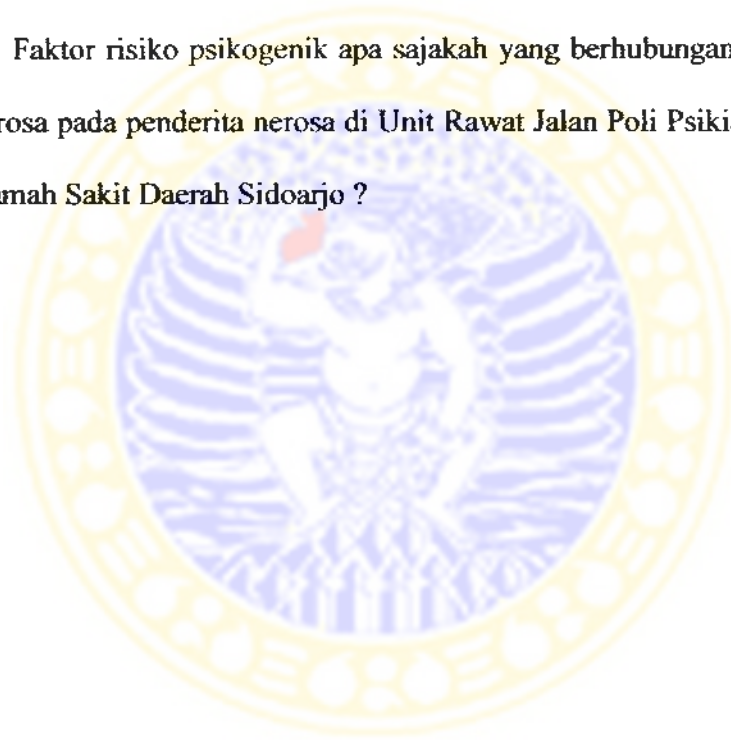 Faktor risiko psikogenik apa sajakah yang berhubungan
rosa pada penderita nerosa di Unit Rawat Jalan Poli Psikia
mah Sakit Daerah Sidoarjo ?